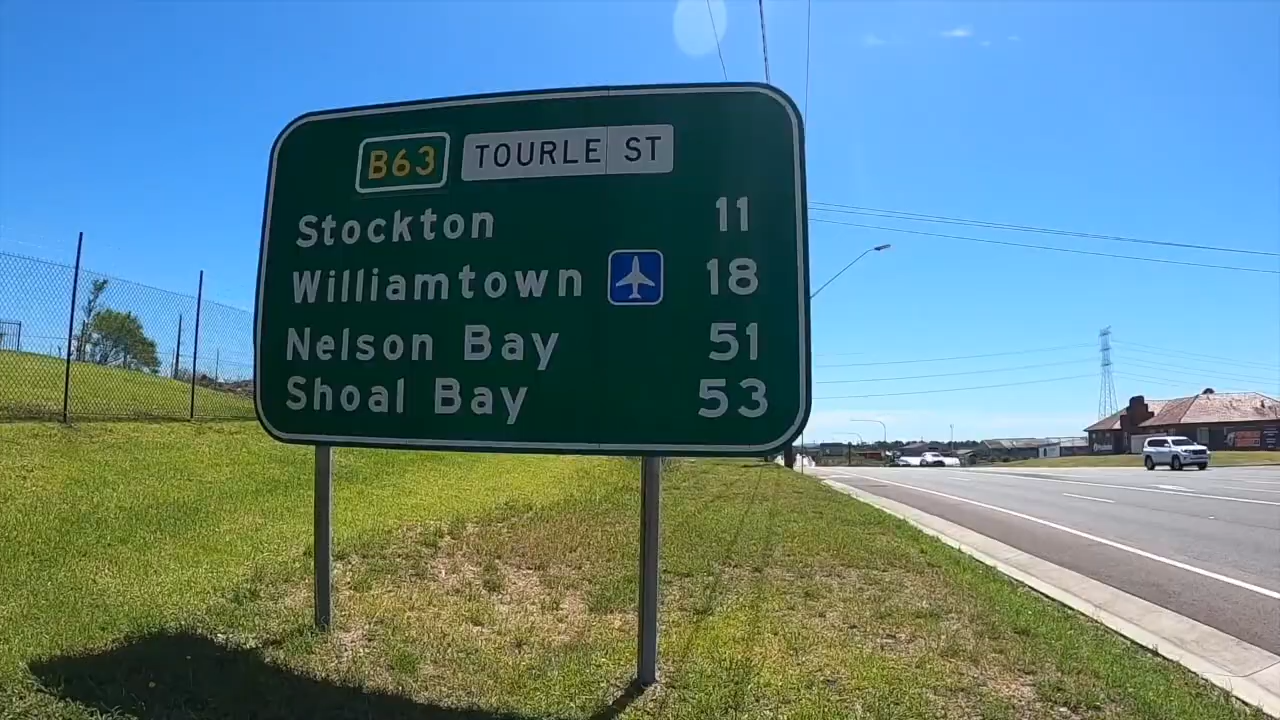 B63 TOURLE ST
Stockton 11
Williamtown 18
Nelson Bay 51
Shoal Bay 53